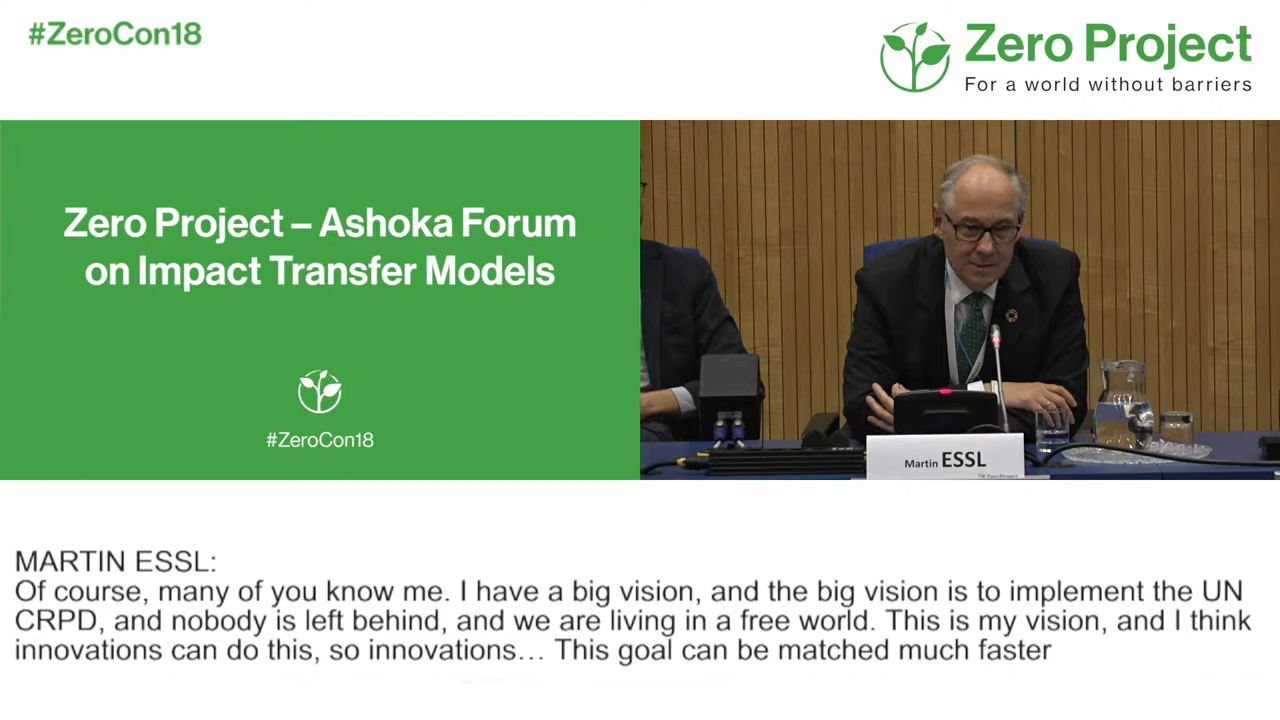 #ZeroCon18
Zero Project
For a world without barriers
Zero Project – Ashoka Forum
on Impact Transfer Models
#ZeroCon18
Martin ESSL
Zero Project
MARTIN ESSL:
Of course, many of you know me. I have a big vision, and the big vision is to implement the UN
CRPD, and nobody is left behind, and we are living in a free world. This is my vision, and I think
innovations can do this, so innovations… This goal can be matched much faster